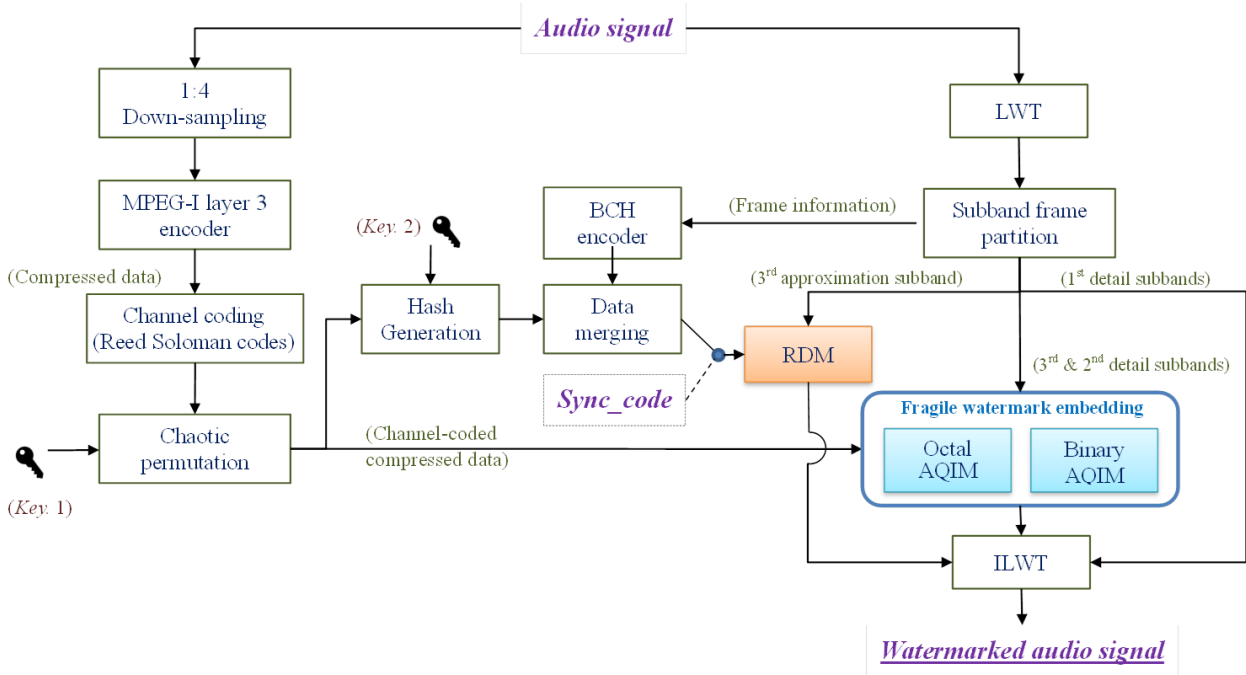 Audio signal
1:4
Down-sampling
LWT
MPEG-I layer 3
encoder
(Key. 2)
BCH
encoder
(Frame information)
Subband frame
partition
(Compressed data)
(3rd approximation subband)
(1st detail subbands)
Channel coding
(Reed Soloman codes)
Hash
Generation
Data
merging
RDM
(3rd & 2nd detail subbands)
Sync_code
Fragile watermark embedding
Chaotic
permutation
(Channel-coded
compressed data)
Octal
AQIM
Binary
AQIM
(Key. 1)
ILWT
Watermarked audio signal